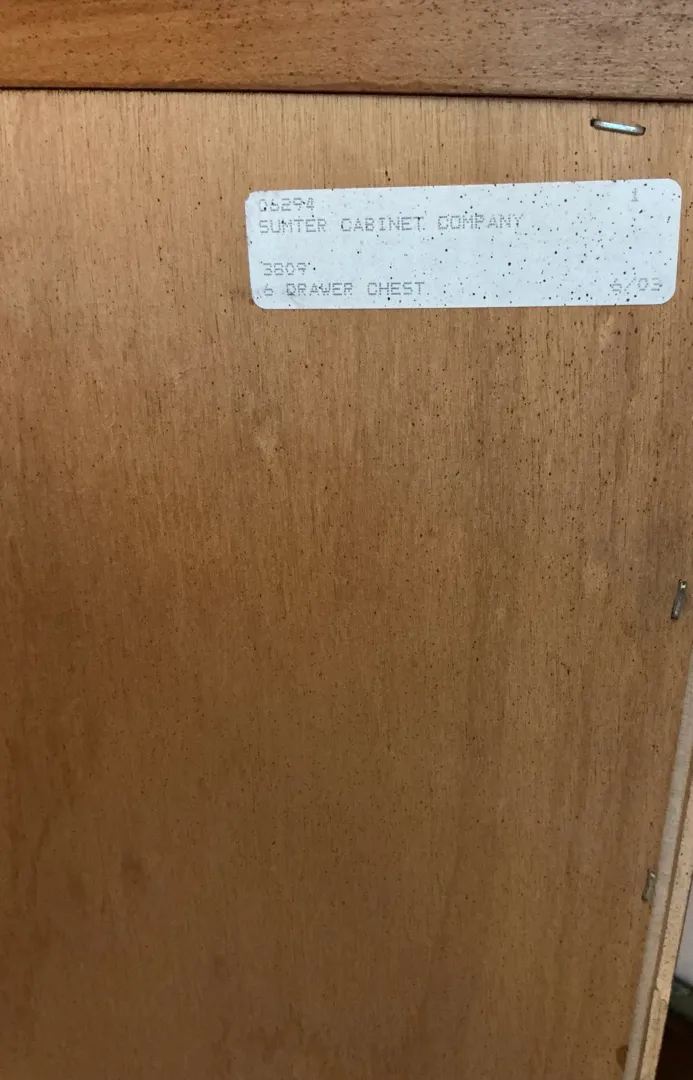 06294 1
SUMTER CABINET COMPANY
3809
6 DRAWER CHEST 6/03